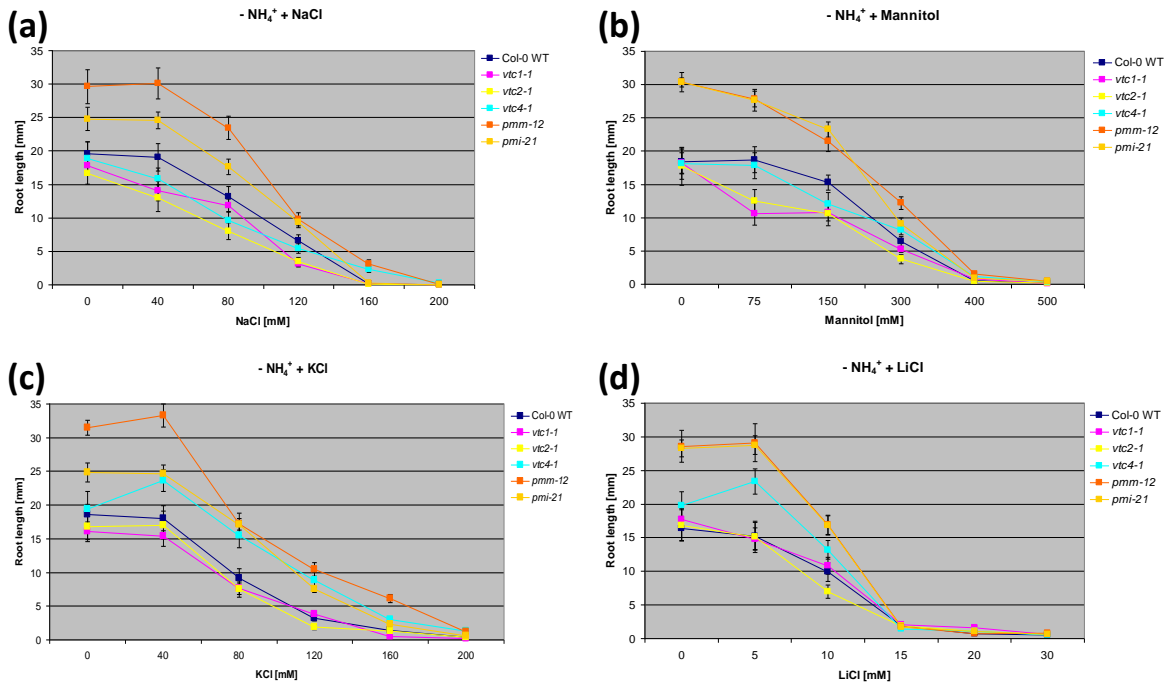 (a)
- NH₄⁺ + NaCl
Root length [mm]
35
30
25
20
15
10
5
0
0 40 80 120 160 200
NaCl [mM]
Col-0 WT
vtc1-1
vtc2-1
vtc4-1
pmm-12
pmi-21
(b)
- NH₄⁺ + Mannitol
Root length [mm]
35
30
25
20
15
10
5
0
0 75 150 300 400 500
Mannitol [mM]
Col-0 WT
vtc1-1
vtc2-1
vtc4-1
pmm-12
pmi-21
(c)
- NH₄⁺ + KCl
Root length [mm]
35
30
25
20
15
10
5
0
0 40 80 120 160 200
KCl [mM]
Col-0 WT
vtc1-1
vtc2-1
vtc4-1
pmm-12
pmi-21
(d)
- NH₄⁺ + LiCl
Root length [mm]
35
30
25
20
15
10
5
0
0 5 10 15 20 30
LiCl [mM]
Col-0 WT
vtc1-1
vtc2-1
vtc4-1
pmm-12
pmi-21